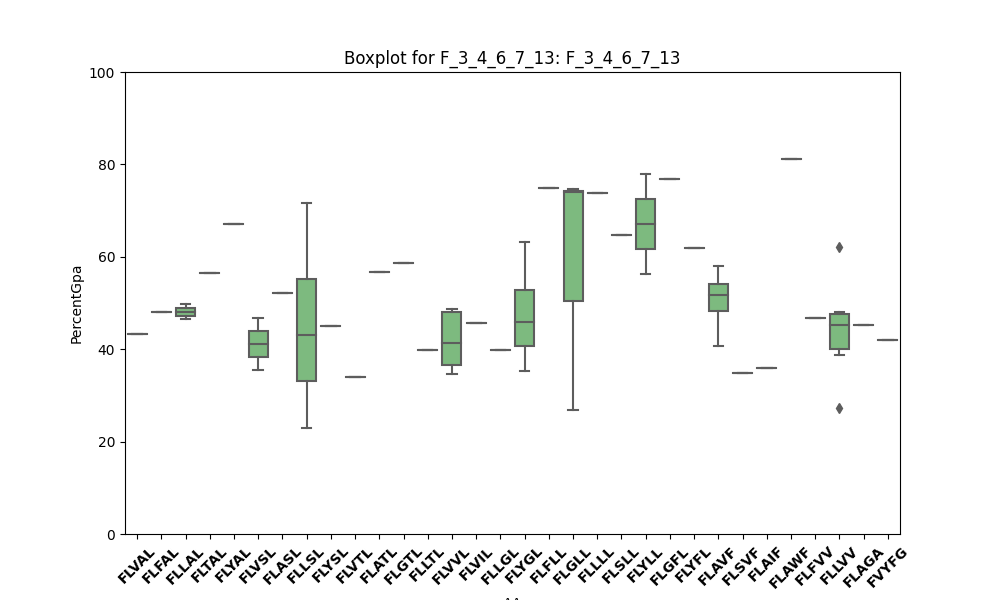 Boxplot for F_3_4_6_7_13: F_3_4_6_7_13
100
80
60
40
20
0
PercentGpa
FLVAL
FLFAL
FLLAL
FLTAL
FLYAL
FLVSL
FLASL
FLLSL
FLYSL
FLVTL
FLATL
FLGTL
FLLTL
FLVVL
FLVIL
FLLGL
FLYGL
FLFLL
FLGLL
FLLLL
FLSLL
FLYLL
FLGFL
FLYFL
FLAVF
FLSVF
FLAIF
FLAWF
FLFVV
FLLVV
FLAGA
FVYFG